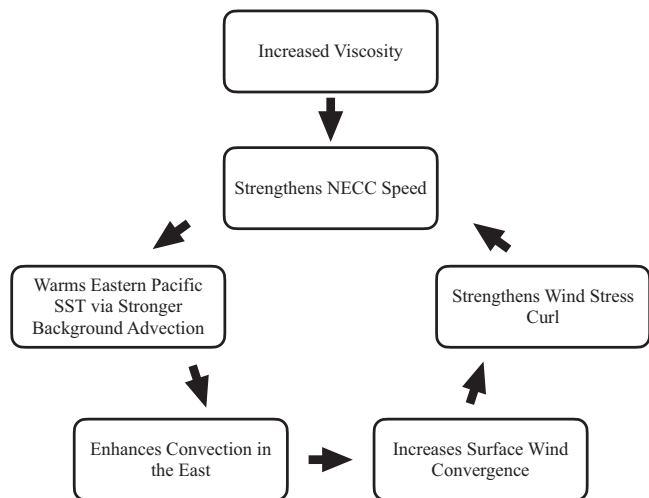 Increased Viscosity
Strengthens NECC Speed
Warms Eastern Pacific
SST via Stronger
Background Advection
Strengthens Wind Stress
Curl
Enhances Convection in
the East
Increases Surface Wind
Convergence